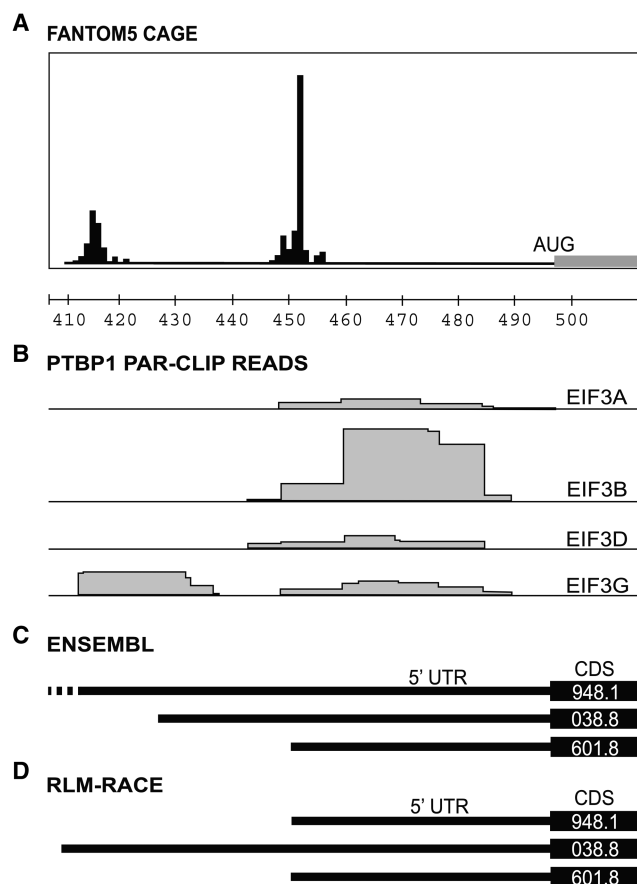 A FANTOM5 CAGE
AUG
410 420 430 440 450 460 470 480 490 500
B PTBP1 PAR-CLIP READS
EIF3A
EIF3B
EIF3D
EIF3G
C ENSEMBL
5' UTR CDS
948.1
038.8
601.8
D RLM-RACE
5' UTR CDS
948.1
038.8
601.8